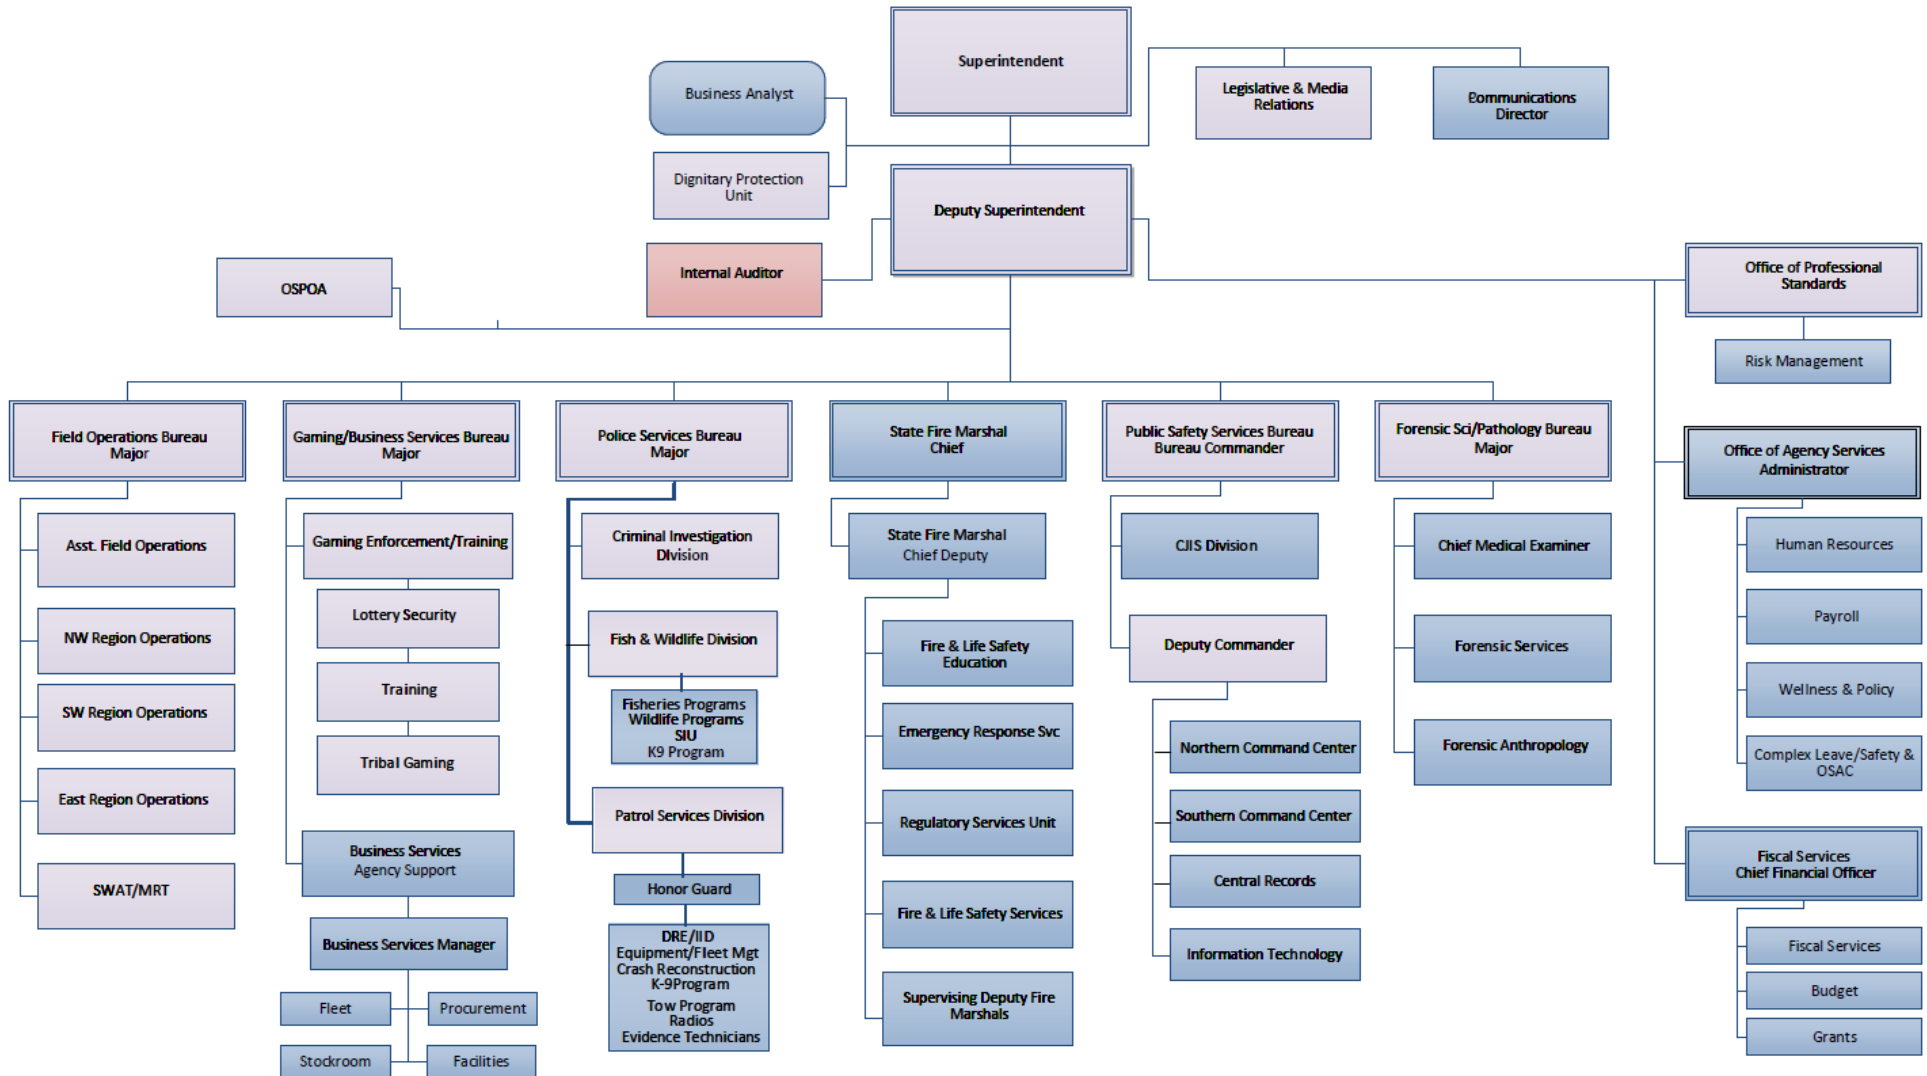 Superintendent
Business Analyst
Legislative & Media
Relations
Communications
Director
Dignitary Protection
Unit
Deputy Superintendent
Internal Auditor
OSPOA
Office of Professional
Standards
Risk Management
Field Operations Bureau
Major
Gaming/Business Services Bureau
Major
Police Services Bureau
Major
State Fire Marshal
Chief
Public Safety Services Bureau
Bureau Commander
Forensic Sci/Pathology Bureau
Major
Office of Agency Services
Administrator
Asst. Field Operations
NW Region Operations
SW Region Operations
East Region Operations
SWAT/MRT
Gaming Enforcement/Training
Lottery Security
Training
Tribal Gaming
Business Services
Agency Support
Business Services Manager
Fleet
Procurement
Stockroom
Facilities
Criminal Investigation
DIvision
Fish & Wildlife Division
Fisheries Programs
Wildlife Programs
SIU
K9 Program
Patrol Services Division
Honor Guard
DRE/IID
Equipment/Fleet Mgt
Crash Reconstruction
K-9Program
Tow Program
Radios
Evidence Technicians
State Fire Marshal
Chief Deputy
Fire & Life Safety
Education
Emergency Response Svc
Regulatory Services Unit
Fire & Life Safety Services
Supervising Deputy Fire
Marshals
CJIS Division
Deputy Commander
Northern Command Center
Southern Command Center
Central Records
Information Technology
Chief Medical Examiner
Forensic Services
Forensic Anthropology
Human Resources
Payroll
Wellness & Policy
Complex Leave/Safety &
OSAC
Fiscal Services
Chief Financial Officer
Fiscal Services
Budget
Grants